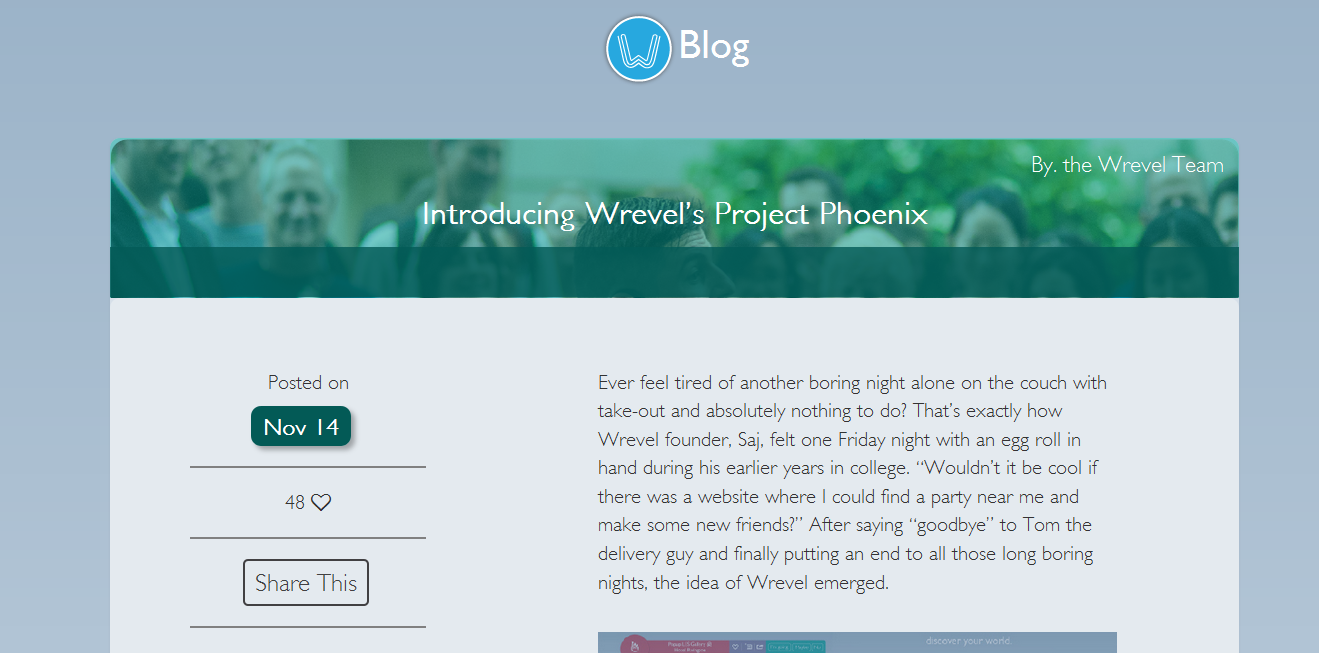 W Blog
By. the Wrevel Team
Introducing Wrevel's Project Phoenix
Posted on
Nov 14
48
Share This
Ever feel tired of another boring night alone on the couch with
take-out and absolutely nothing to do? That's exactly how
Wrevel founder, Saj, felt one Friday night with an egg roll in
hand during his earlier years in college. “Wouldn't it be cool if
there was a website where I could find a party near me and
make some new friends?” After saying “goodbye” to Tom the
delivery guy and finally putting an end to all those long boring
nights, the idea of Wrevel emerged.
discover your world